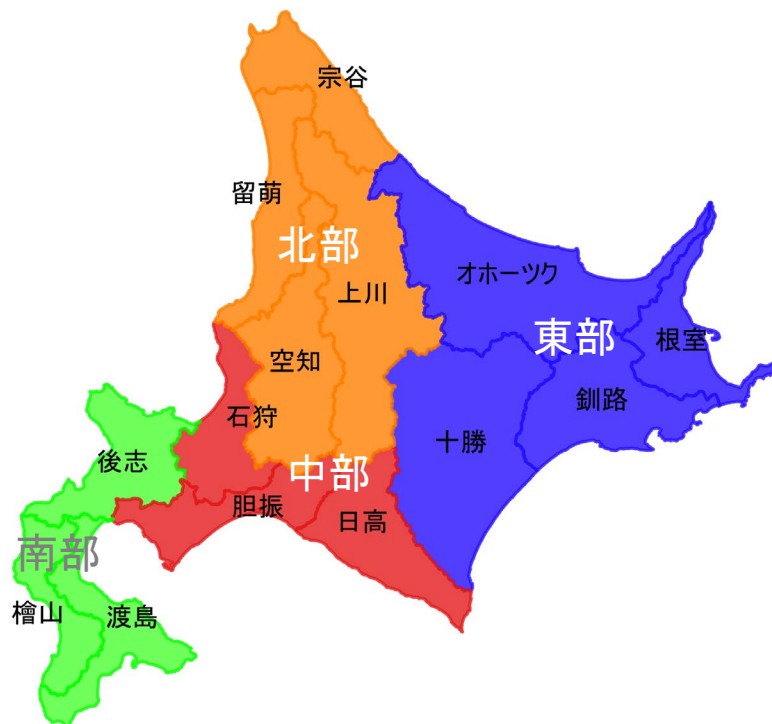 宗谷
留萌
北部
上川
オホーツク
東部
根室
空知
釧路
石狩
十勝
後志
中部
胆振
日高
南部
檜山
渡島